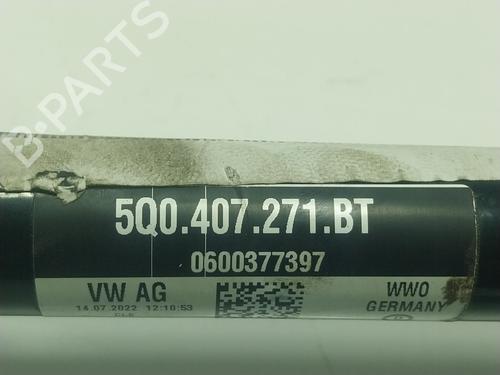 B-PARTS
5Q0.407.271.BT
0600377397
VW AG
WWO
14.07.2022 12:10:53
GERMANY